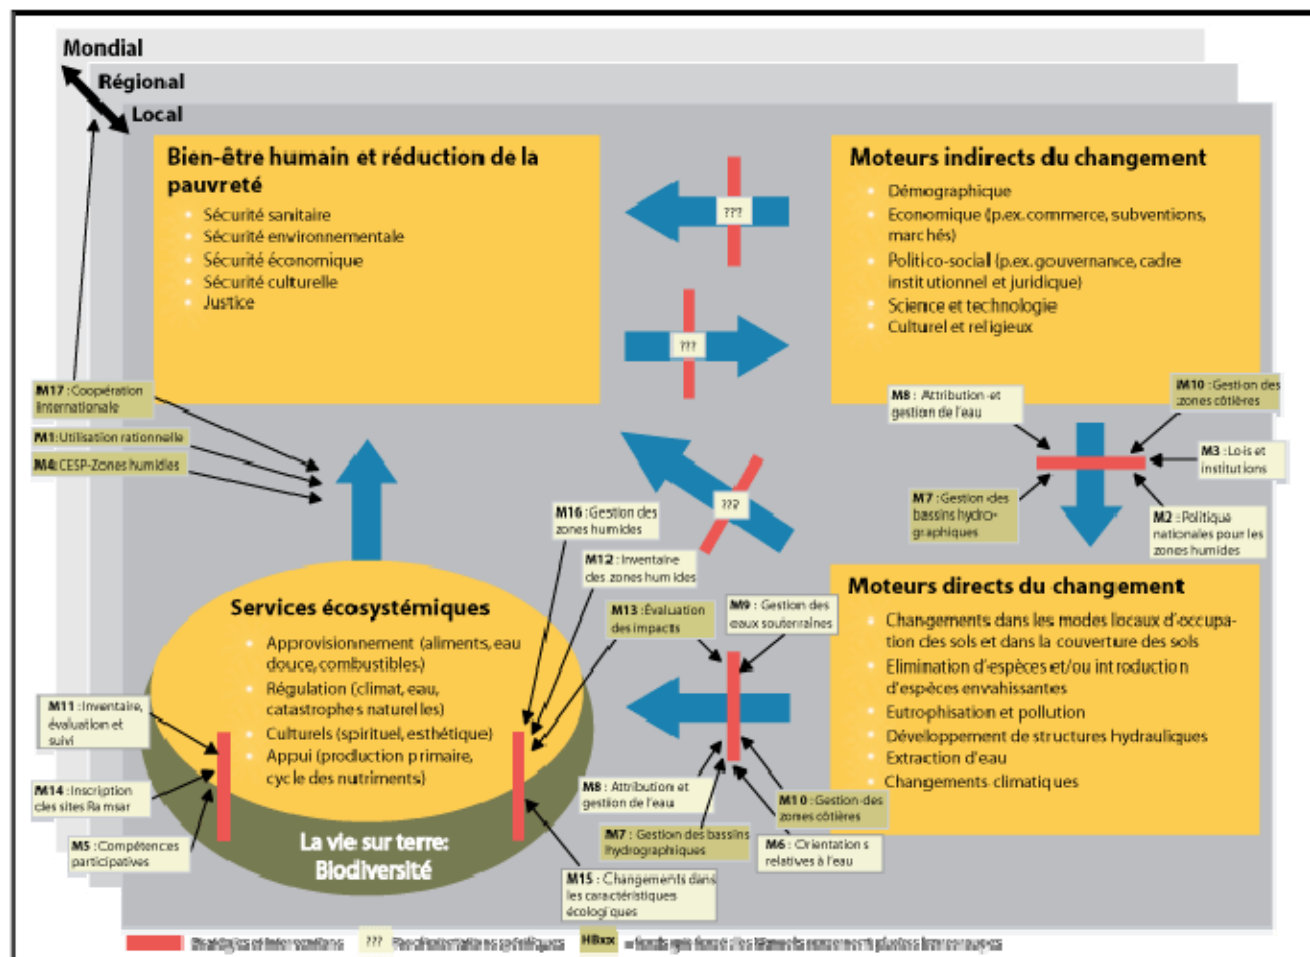 Mondial
Régional
Local
Bien-être humain et réduction de la
pauvreté
Sécurité sanitaire
Sécurité environnementale
Sécurité économique
Sécurité culturelle
Justice
Moteurs indirects du changement
Démographique
Economique (p.ex. commerce, subventions,
marchés)
Politico-social (p.ex. gouvernance, cadre
institutionnel et juridique)
Science et technologie
Culturel et religieux
???
???
M17 : Coopération
Internationale
M1: Utilisation rationnelle
M4: CESP-Zones humides
M8 : Attribution et
gestion de l'eau
M10 : Gestion des
zones côtières
M3 : Lois et
institutions
M7 : Gestion des
bassins hydro-
graphiques
M2 : Politique
nationales pour les
zones humides
???
M16 : Gestion des
zones humides
M12 : Inventaire
des zones humides
M13 : Évaluation
des impacts
M9 : Gestion des
eaux souterraines
Services écosystémiques
Approvisionnement (aliments, eau
douce, combustibles)
Régulation (climat, eau,
catastrophes naturelles)
Culturels (spirituel, esthétique)
Appui (production primaire,
cycle des nutriments)
La vie sur terre:
Biodiversité
Moteurs directs du changement
Changements dans les modes locaux d'occupa-
tion des sols et dans la couverture des sols
Elimination d'espèces et/ou introduction
d'espèces envahissantes
Eutrophisation et pollution
Développement de structures hydrauliques
Extraction d'eau
Changements climatiques
M11 : Inventaire,
évaluation et
suivi
M14 : Inscription
des sites Ramsar
M5 : Compétences
participatives
M8 : Attribution et
gestion de l'eau
M7 : Gestion des bassins
hydrographiques
M10 : Gestion des
zones côtières
M6 : Orientations
relatives à l'eau
M15 : Changements dans
les caractéristiques
écologiques
???
HBxx